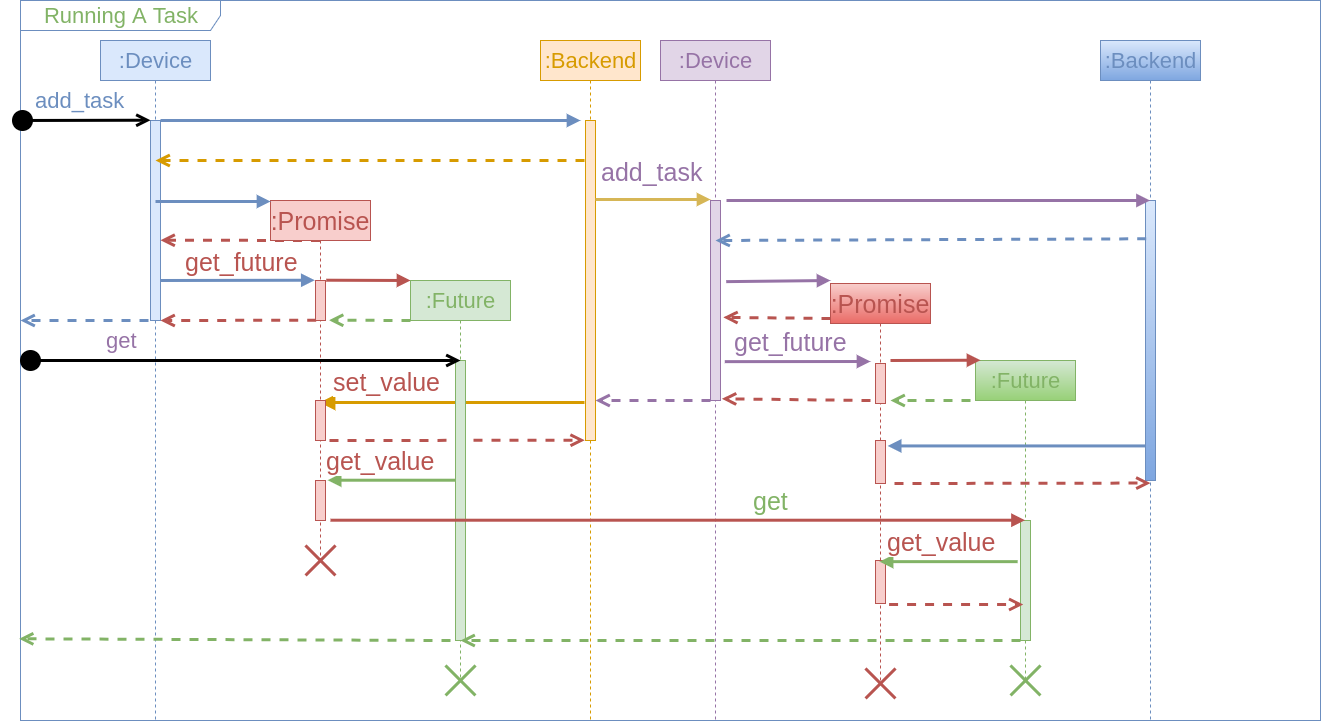 Running A Task
:Device
:Backend
:Device
:Backend
add_task
add_task
:Promise
get_future
:Future
:Promise
get
get_future
set_value
:Future
get_value
get
get_value